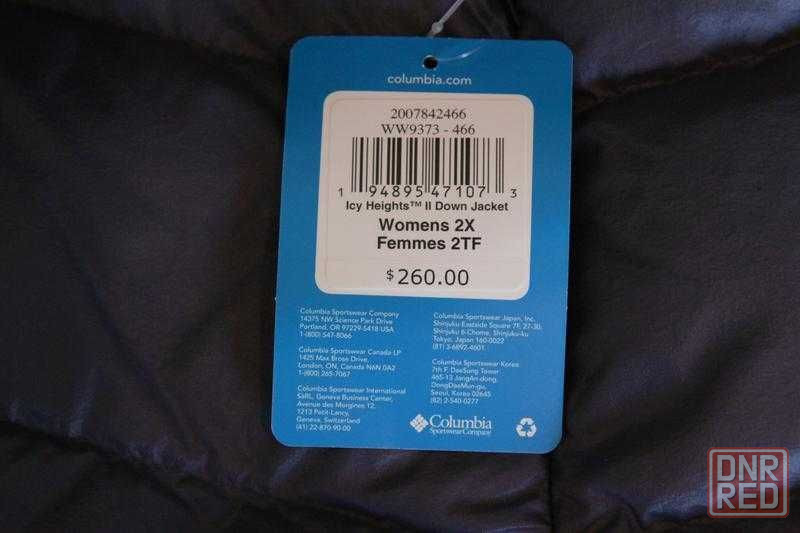 columbia.com
2007842466
WW9373 - 466
1 94895 47107 3
Icy Heights™ II Down Jacket
Womens 2X
Femmes 2TF
$260.00
Columbia Sportswear Company
14375 NW Science Park Drive
Portland, OR 97229-5418 USA
1-(800) 547-8066
Columbia Sportswear Canada LP
1425 Max Brose Drive,
London, ON, Canada N6N 0A2
1-(800) 265-7067
Columbia Sportswear International
SàRL, Geneva Business Center,
Avenue des Morgines 12,
1213 Petit-Lancy,
Geneva, Switzerland
(41) 22-870-90-00
Columbia Sportswear Japan, Inc.
Shinjuku Eastside Square 7F, 27-30,
Shinjuku 6-Chome, Shinjuku-ku
Tokyo, Japan 160-0022
(81) 3-6892-4601
Columbia Sportswear Korea
7th F, DaeSung Tower
465-13 JangAn-dong,
DongDaeMun-gu,
Seoul, Korea 02645
(82) 2-540-0277
Columbia
Sportswear Company
DNR
RED